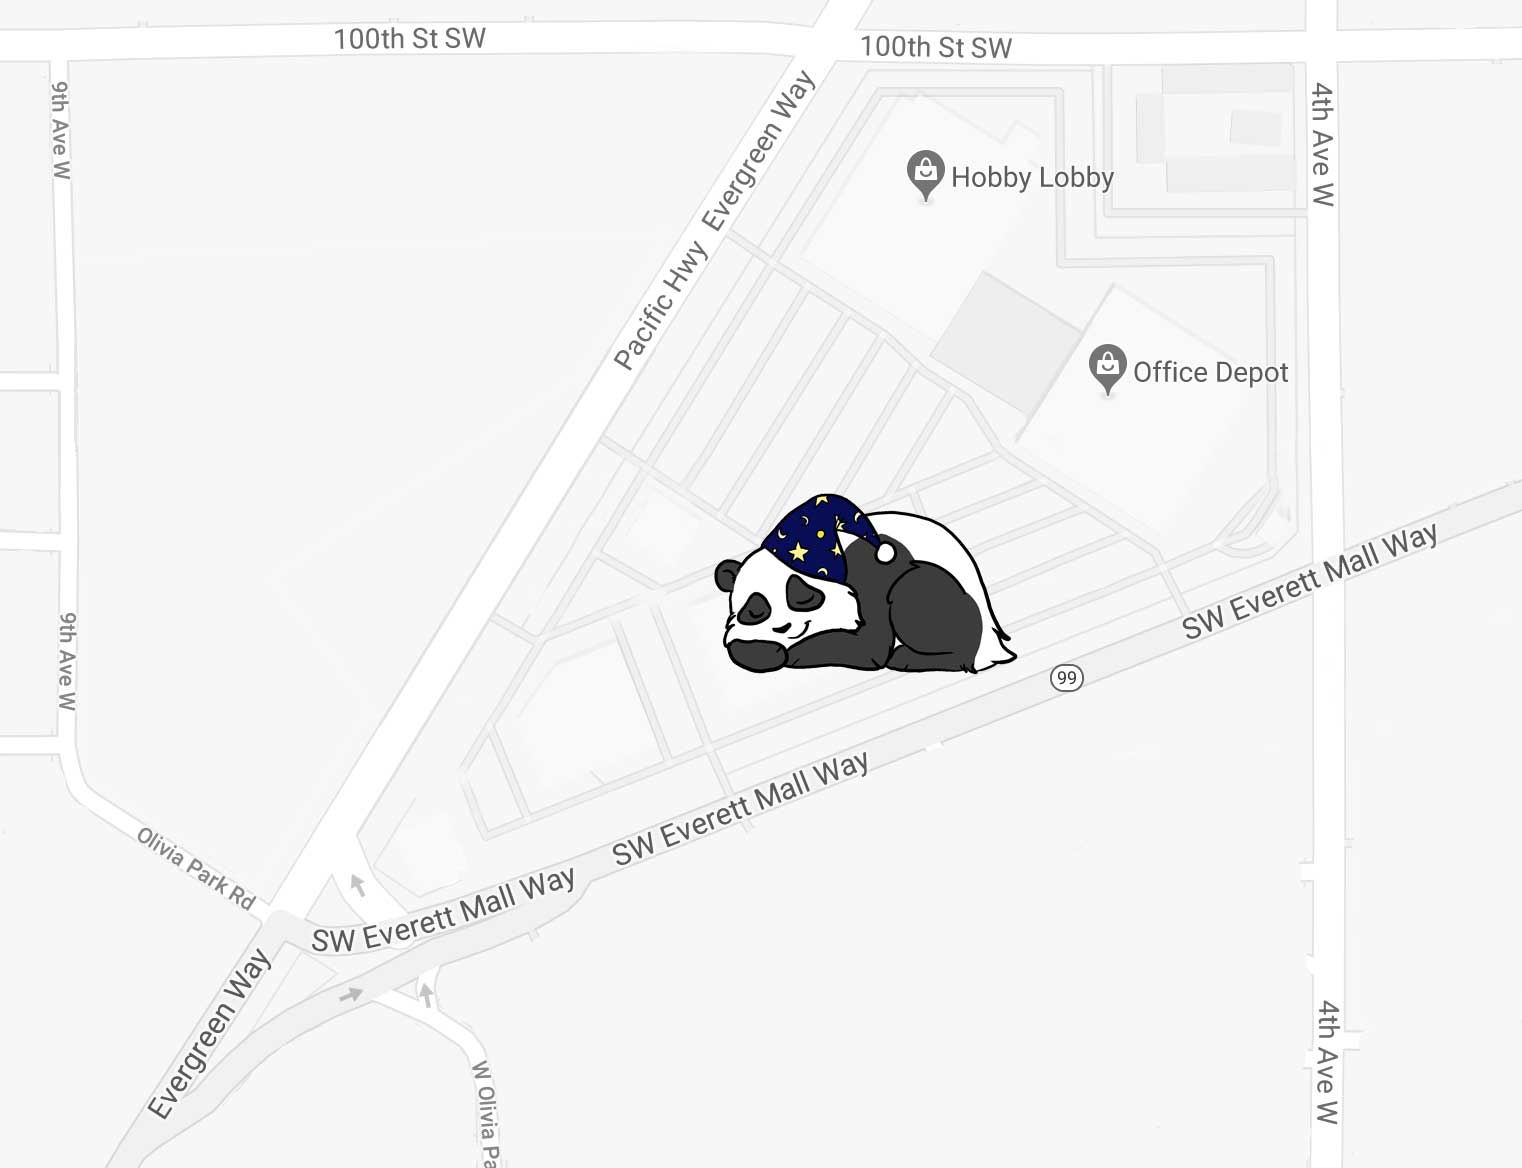 100th St SW
100th St SW
9th Ave W
Evergreen Way
4th Ave W
Hobby Lobby
Pacific Hwy
Office Depot
SW Everett Mall Way
9th Ave W
99
SW Everett Mall Way
Olivia Park Rd
SW Everett Mall Way
Evergreen Way
4th Ave W
W Olivia Pa